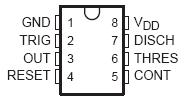 GND 1 8 VDD
TRIG 2 7 DISCH
OUT 3 6 THRES
RESET 4 5 CONT